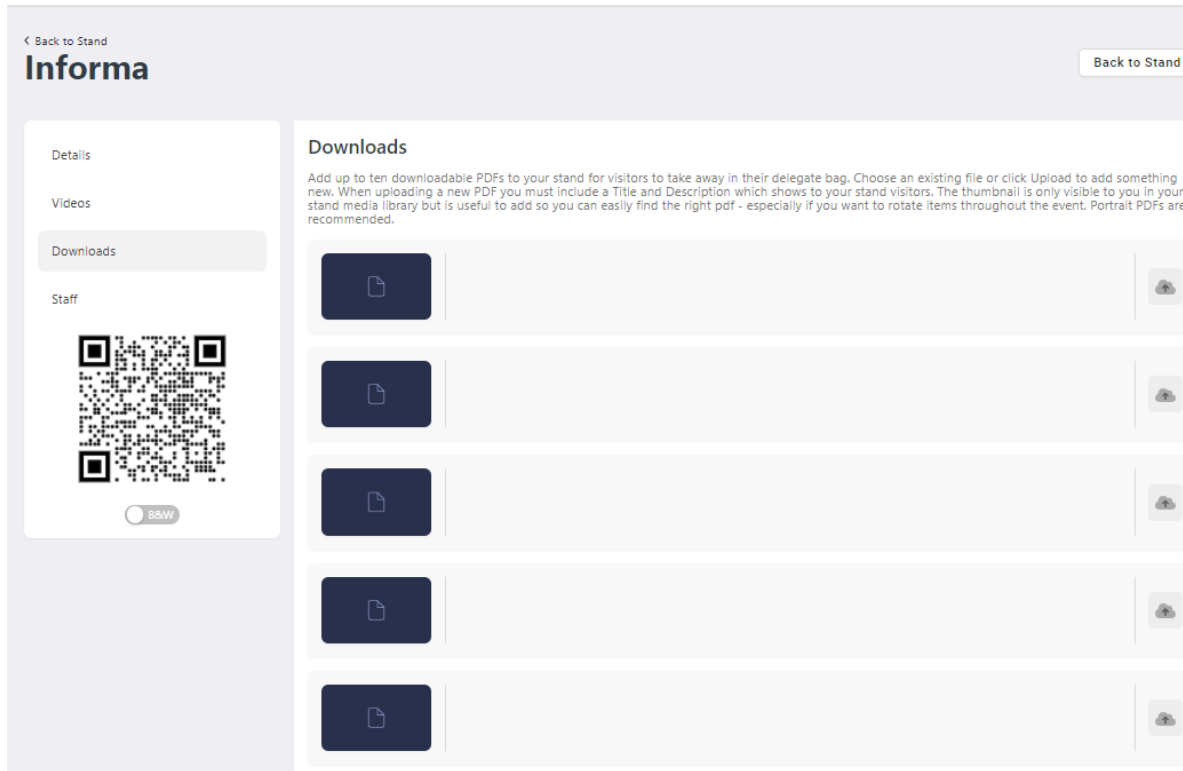 Back to Stand
Informa
Back to Stand
Details
Videos
Downloads
Staff
B&W
Downloads
Add up to ten downloadable PDFs to your stand for visitors to take away in their delegate bag. Choose an existing file or click Upload to add something
new. When uploading a new PDF you must include a Title and Description which shows to your stand visitors. The thumbnail is only visible to you in your
stand media library but is useful to add so you can easily find the right pdf - especially if you want to rotate items throughout the event. Portrait PDFs are
recommended.